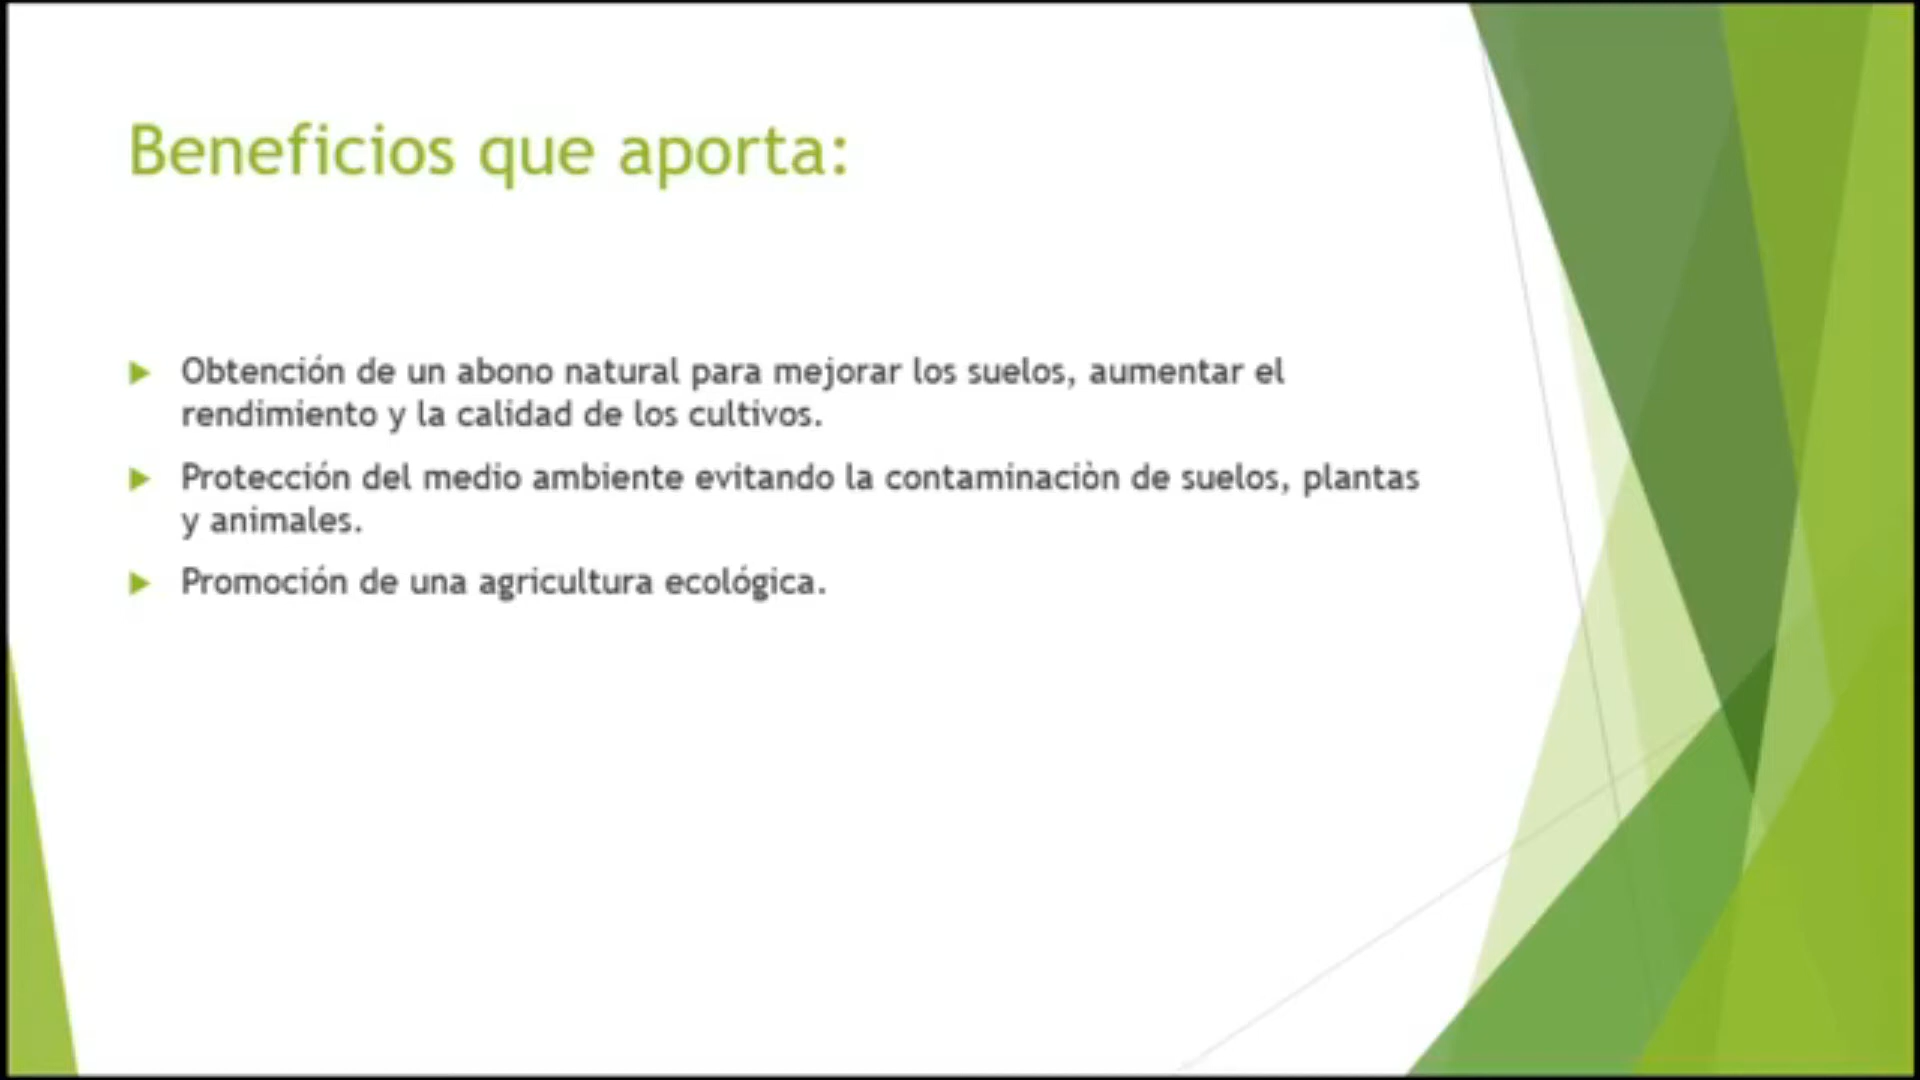 Beneficios que aporta:
Obtención de un abono natural para mejorar los suelos, aumentar el
rendimiento y la calidad de los cultivos.
Protección del medio ambiente evitando la contaminaciòn de suelos, plantas
y animales.
Promoción de una agricultura ecológica.